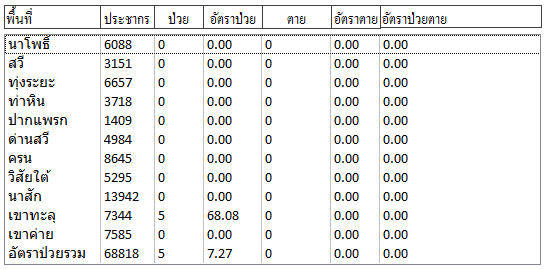 พื้นที่ ประชากร ป่วย อัตราป่วย ตาย อัตราตาย อัตราป่วยตาย
นาโพธิ์ 6088 0 0.00 0 0.00 0.00
สวี 3151 0 0.00 0 0.00 0.00
ทุ่งระยะ 6657 0 0.00 0 0.00 0.00
ท่าหิน 3718 0 0.00 0 0.00 0.00
ปากแพรก 1409 0 0.00 0 0.00 0.00
ด่านสวี 4984 0 0.00 0 0.00 0.00
ครน 8645 0 0.00 0 0.00 0.00
วิสัยใต้ 5295 0 0.00 0 0.00 0.00
นาสัก 13942 0 0.00 0 0.00 0.00
เขาทะลุ 7344 5 68.08 0 0.00 0.00
เขาค่าย 7585 0 0.00 0 0.00 0.00
อัตราป่วยรวม 68818 5 7.27 0 0.00 0.00